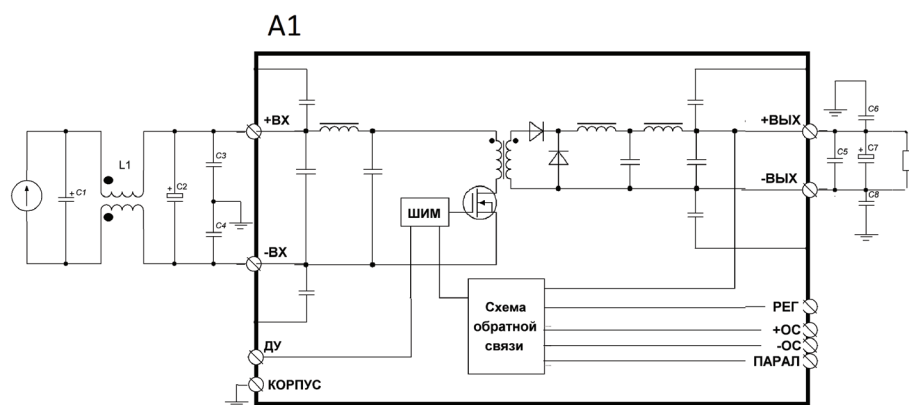 A1
+ВХ
+ВЫХ
L1
+ C1
+ C2
C3
C4
C5
C6
+ C7
C8
-ВЫХ
ШИМ
-ВХ
Схема
обратной
связи
РЕГ
+ОС
-ОС
ПАРАЛ
ДУ
КОРПУС